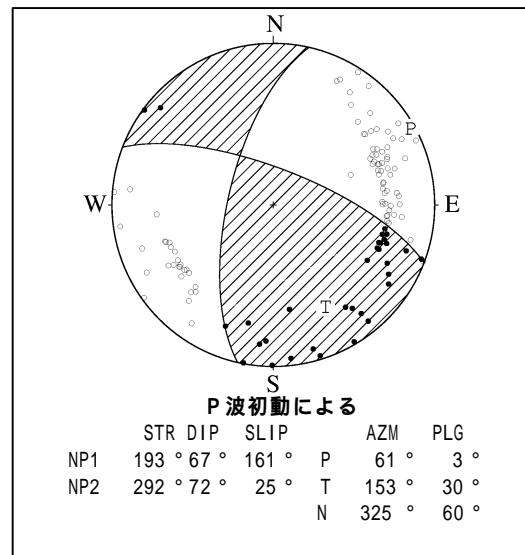 N
P
W
E
T
S
P波初動による
STR DIP SLIP AZM PLG
NP1 193 ° 67 ° 161 ° P 61 ° 3 °
NP2 292 ° 72 ° 25 ° T 153 ° 30 °
N 325 ° 60 °